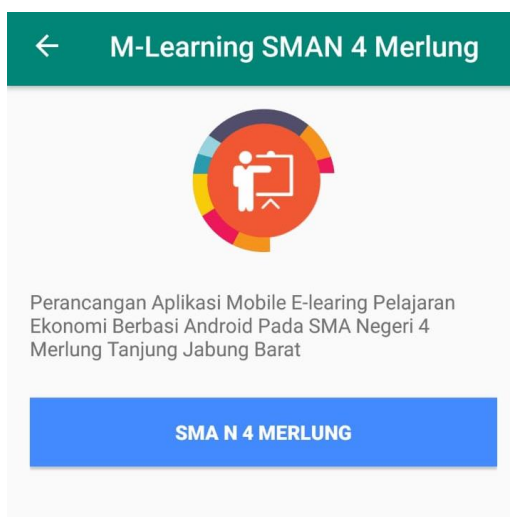 M-Learning SMAN 4 Merlung
Perancangan Aplikasi Mobile E-learing Pelajaran
Ekonomi Berbasi Android Pada SMA Negeri 4
Merlung Tanjung Jabung Barat
SMA N 4 MERLUNG